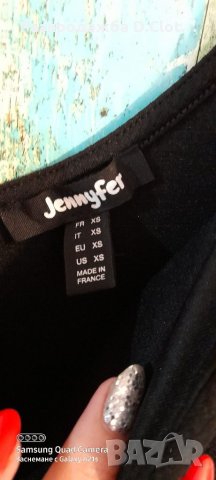 Jennyfer
FR XS
IT XS
EU XS
US XS
MADE IN
FRANCE
Samsung Quad Camera
Заснемане с Galaxy A21s
BAZAR